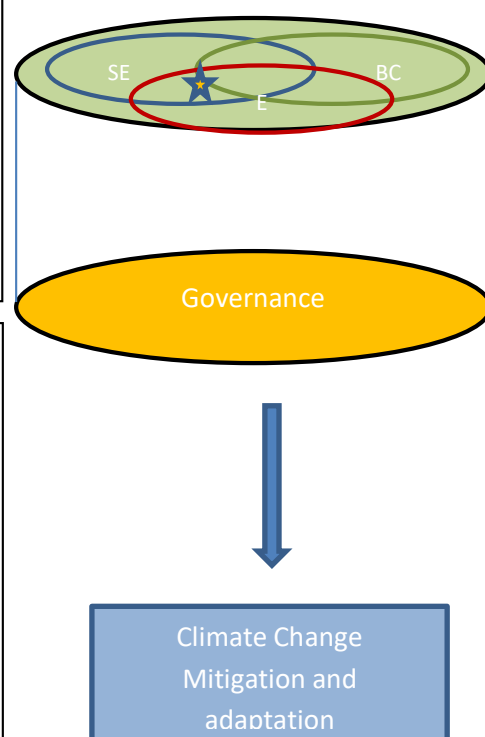 SE
BC
E
Governance
Climate Change
Mitigation and
adaptation